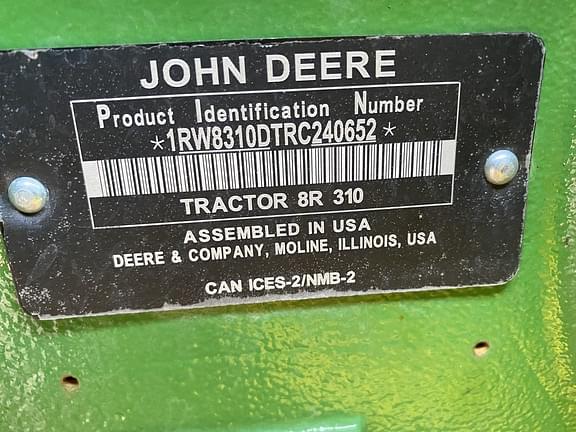 JOHN DEERE
Product Identification Number
*1RW8310DTRC240652*
TRACTOR 8R 310
ASSEMBLED IN USA
DEERE & COMPANY, MOLINE, ILLINOIS, USA
CAN ICES-2/NMB-2